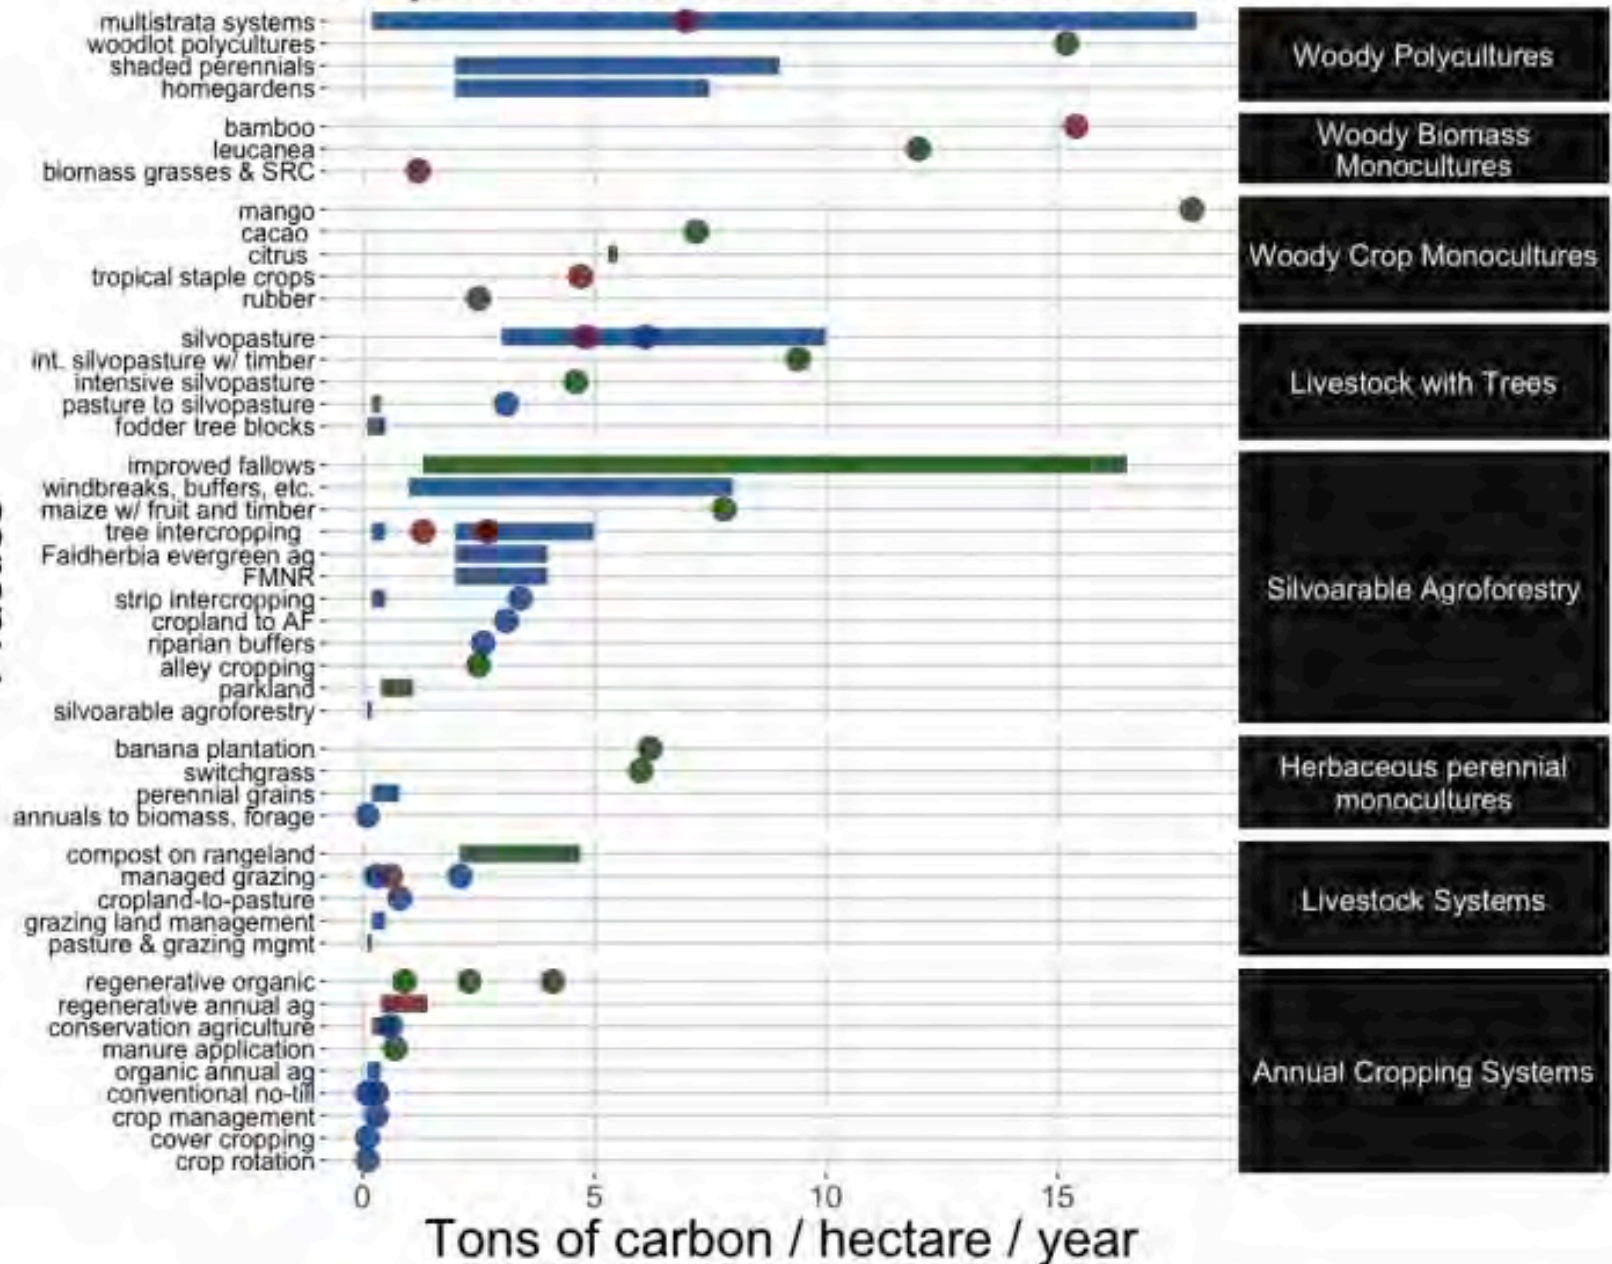 multistrata systems
woodlot polycultures
shaded perennials
homegardens
Woody Polycultures
bamboo
leucanea
biomass grasses & SRC
Woody Biomass
Monocultures
mango
cacao
citrus
tropical staple crops
rubber
Woody Crop Monocultures
silvopasture
int. silvopasture w/ timber
intensive silvopasture
pasture to silvopasture
fodder tree blocks
Livestock with Trees
improved fallows
windbreaks, buffers, etc.
maize w/ fruit and timber
tree intercropping
Faidherbia evergreen ag
FMNR
strip intercropping
cropland to AF
riparian buffers
alley cropping
parkland
silvoarable agroforestry
Silvoarable Agroforestry
banana plantation
switchgrass
perennial grains
annuals to biomass, forage
Herbaceous perennial
monocultures
compost on rangeland
managed grazing
cropland-to-pasture
grazing land management
pasture & grazing mgmt
Livestock Systems
regenerative organic
regenerative annual ag
conservation agriculture
manure application
organic annual ag
conventional no-till
crop management
cover cropping
crop rotation
Annual Cropping Systems
0 5 10 15
Tons of carbon / hectare / year